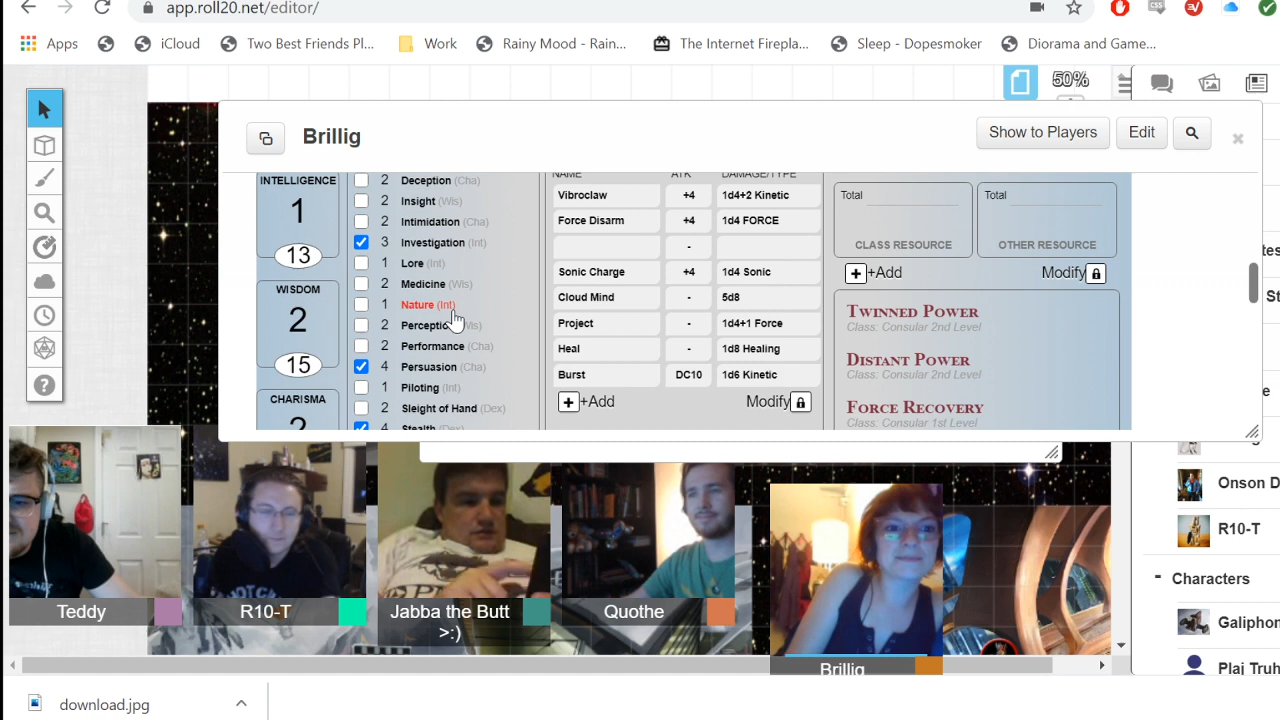 app.roll20.net/editor/
Apps
iCloud
Two Best Friends Pl...
Work
Rainy Mood - Rain...
The Internet Firepla...
Sleep - Dopesmoker
Diorama and Game...
50%
Brillig
Show to Players
Edit
INTELLIGENCE
1
13
WISDOM
2
15
CHARISMA
2 Deception (Cha)
2 Insight (Wis)
2 Intimidation (Cha)
3 Investigation (Int)
1 Lore (Int)
2 Medicine (Wis)
1 Nature (Int)
2
2 Performance (Cha)
4 Persuasion (Cha)
1 Piloting (Int)
2 Sleight of Hand (Dex)
4 Stealth (Dex)
NAME ATK DAMAGE/TYPE
Vibroclaw +4 1d4+2 Kinetic
Force Disarm +4 1d4 FORCE
-
Sonic Charge +4 1d4 Sonic
Cloud Mind - 5d8
Project - 1d4+1 Force
Heal - 1d8 Healing
Burst DC10 1d6 Kinetic
+Add Modify
Total
CLASS RESOURCE
Total
OTHER RESOURCE
+Add Modify
TWINNED POWER
Class: Consular 2nd Level
DISTANT POWER
Class: Consular 2nd Level
FORCE RECOVERY
Class: Consular 1st Level
Teddy
R10-T
Jabba the Butt
>:)
Quothe
Brillig
Onson D
R10-T
- Characters
Galiphon
Plaj Truh
download.jpg